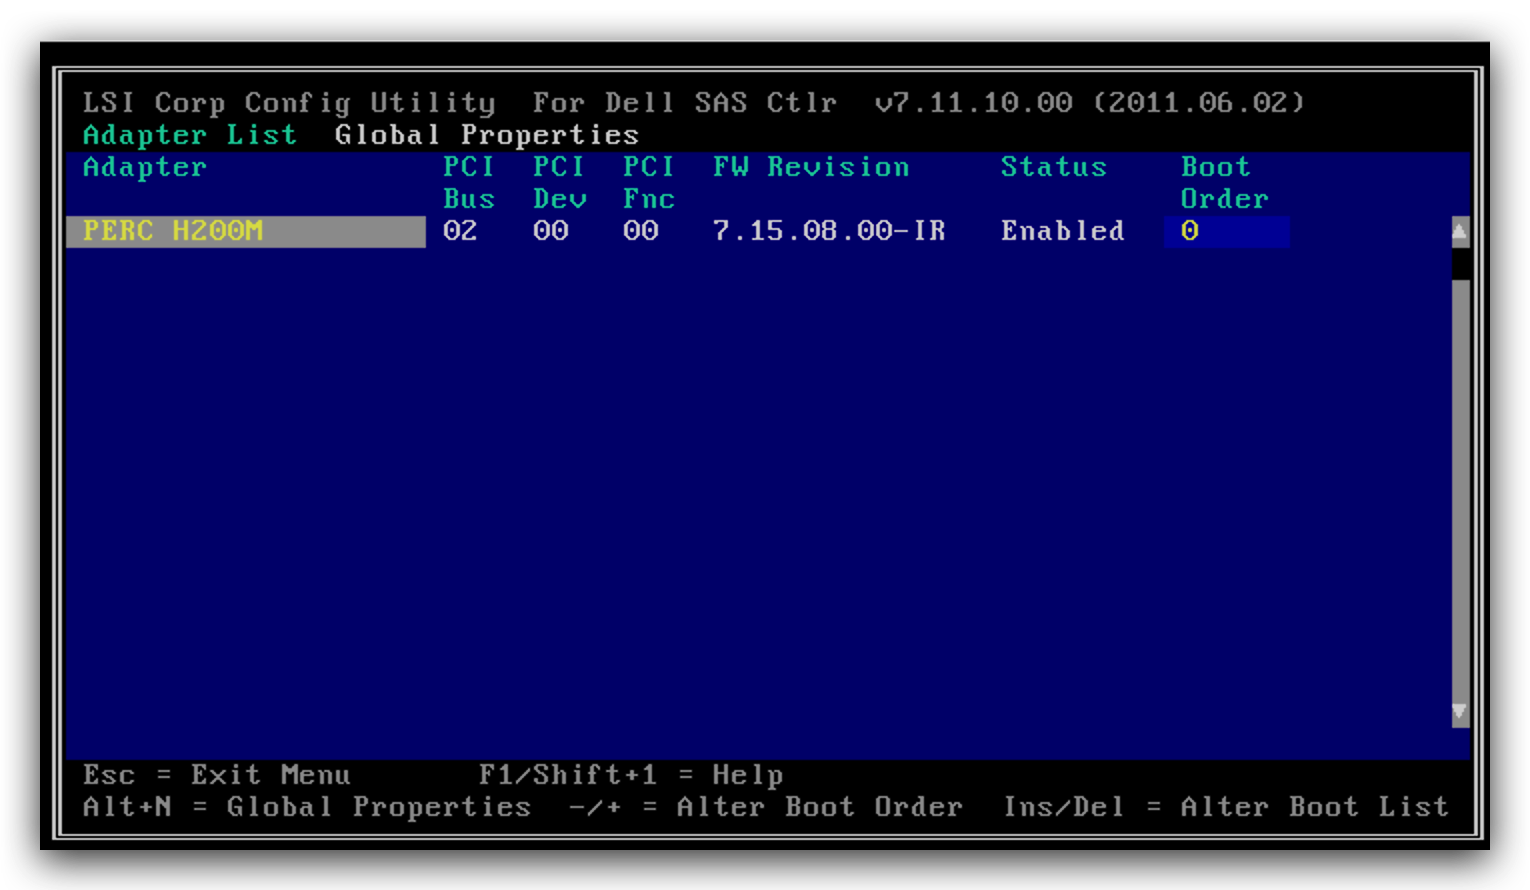 LSI Corp Config Utility  For Dell SAS Ctlr  v7.11.10.00 (2011.06.02)
Adapter List  Global Properties
Adapter PCI PCI PCI FW Revision Status Boot
Bus Dev Fnc Order
PERC H200M 02 00 00 7.15.08.00-IR Enabled 0
Esc = Exit Menu F1/Shift+1 = Help
Alt+N = Global Properties  -/+ = Alter Boot Order  Ins/Del = Alter Boot List